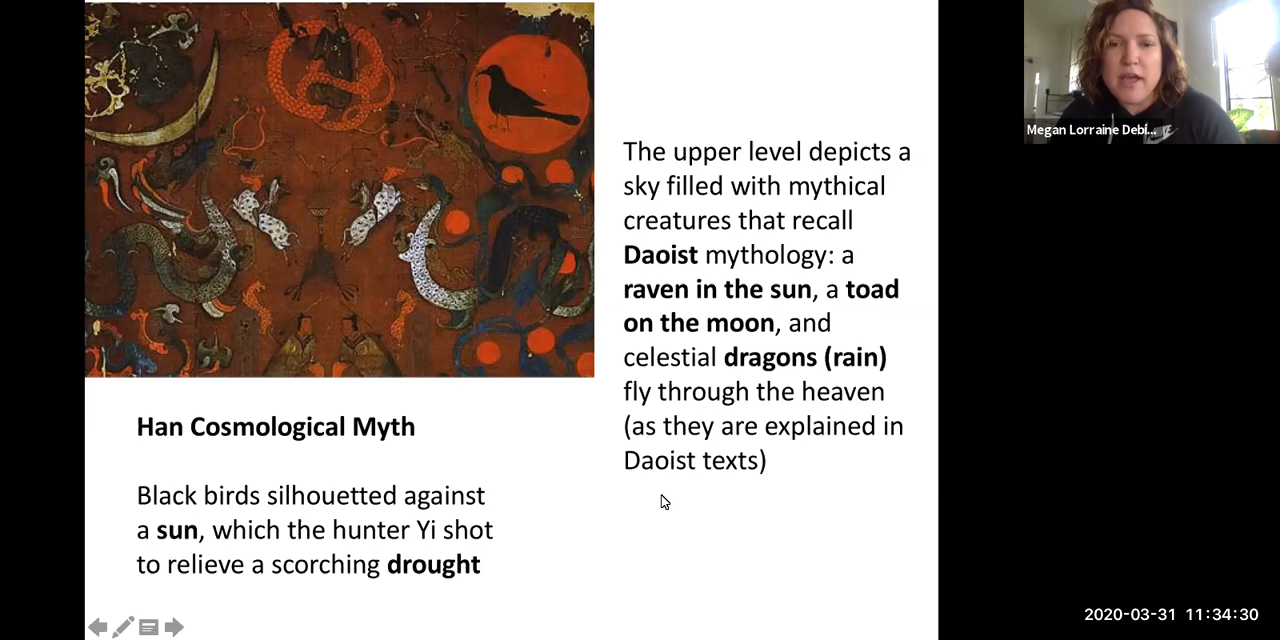 The upper level depicts a
sky filled with mythical
creatures that recall
Daoist mythology: a
raven in the sun, a toad
on the moon, and
celestial dragons (rain)
fly through the heaven
(as they are explained in
Daoist texts)
Han Cosmological Myth
Black birds silhouetted against
a sun, which the hunter Yi shot
to relieve a scorching drought
Megan Lorraine Debi...
2020-03-31 11:34:30